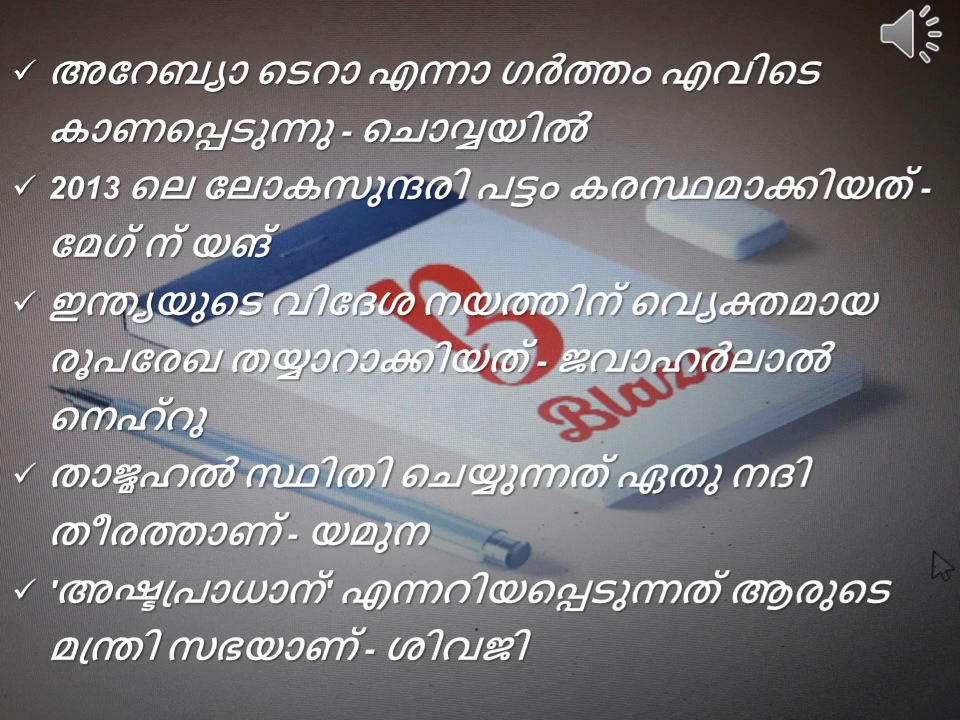 ✓ അറേബ്യാ ടെറാ എന്നാ ഗർത്തം എവിടെ
കാണപ്പെടുന്നു - ചൊവ്വയിൽ
✓ 2013 ലെ ലോകസുന്ദരി പട്ടം കരസ്ഥമാക്കിയത് -
മേഗ് ന് യങ്
✓ ഇന്ത്യയുടെ വിദേശ നയത്തിന് വ്യെക്തമായ
രൂപരേഖ തയ്യാറാക്കിയത് - ജവാഹർലാൽ
നെഹ്റു
✓ താജ്മഹൽ സ്ഥിതി ചെയ്യുന്നത് ഏതു നദി
തീരത്താണ് - യമുന
✓ 'അഷ്ടപ്രാധാന്' എന്നറിയപ്പെടുന്നത് ആരുടെ
മന്ത്രി സഭയാണ് - ശിവജി
B
Blaze